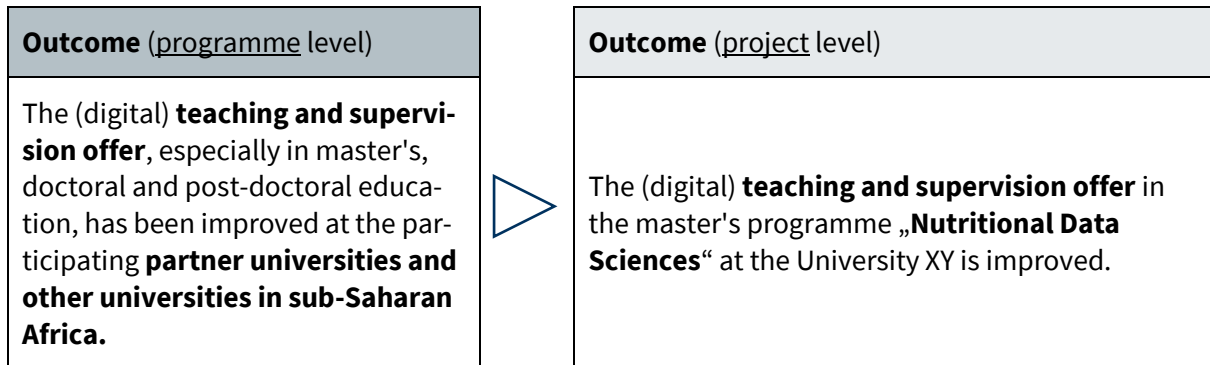 Outcome (programme level)
The (digital) teaching and supervi-
sion offer, especially in master's,
doctoral and post-doctoral educa-
tion, has been improved at the par-
ticipating partner universities and
other universities in sub-Saharan
Africa.
Outcome (project level)
The (digital) teaching and supervision offer in
the master's programme „Nutritional Data
Sciences“ at the University XY is improved.